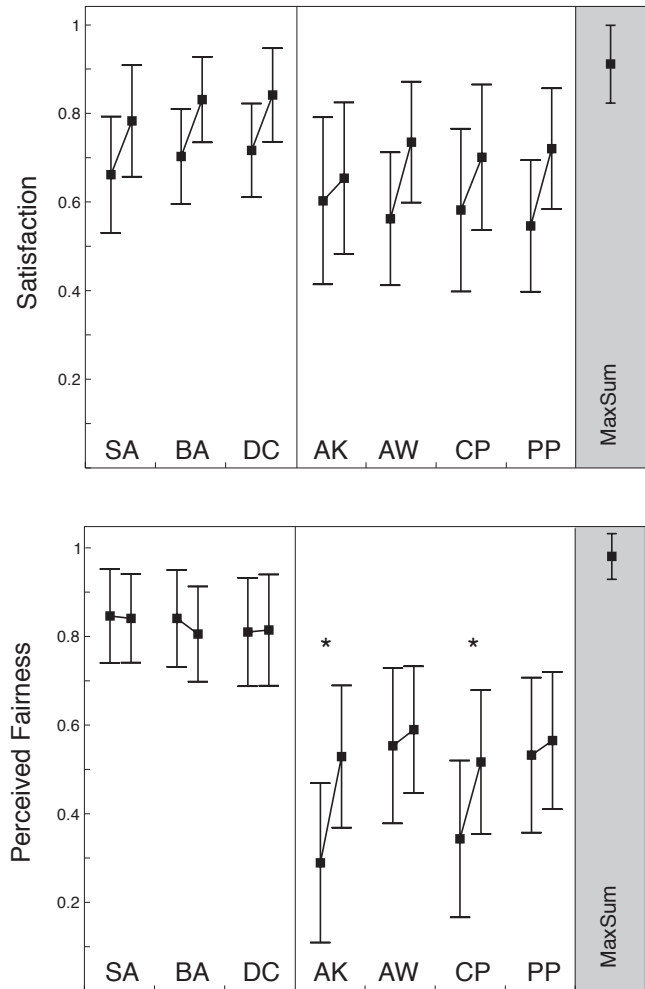 Satisfaction
1
0.8
0.6
0.4
0.2
SA BA DC AK AW CP PP
MaxSum
Perceived Fairness
1
0.8
0.6
0.4
0.2
* *
SA BA DC AK AW CP PP
MaxSum